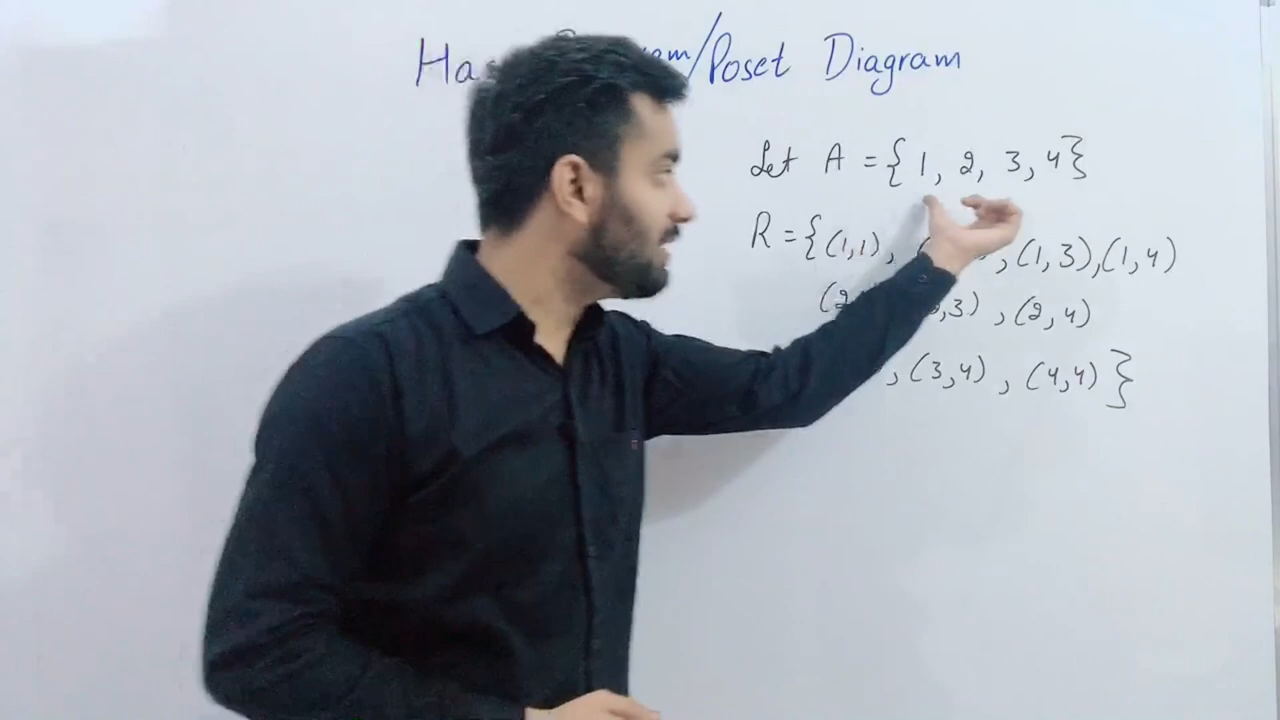 Has am/Poset Diagram
Let A = { 1, 2, 3, 4}
R = { (1,1), , (1,3),(1,4)
(2 ,3) , (2,4)
, (3,4) , (4,4) }